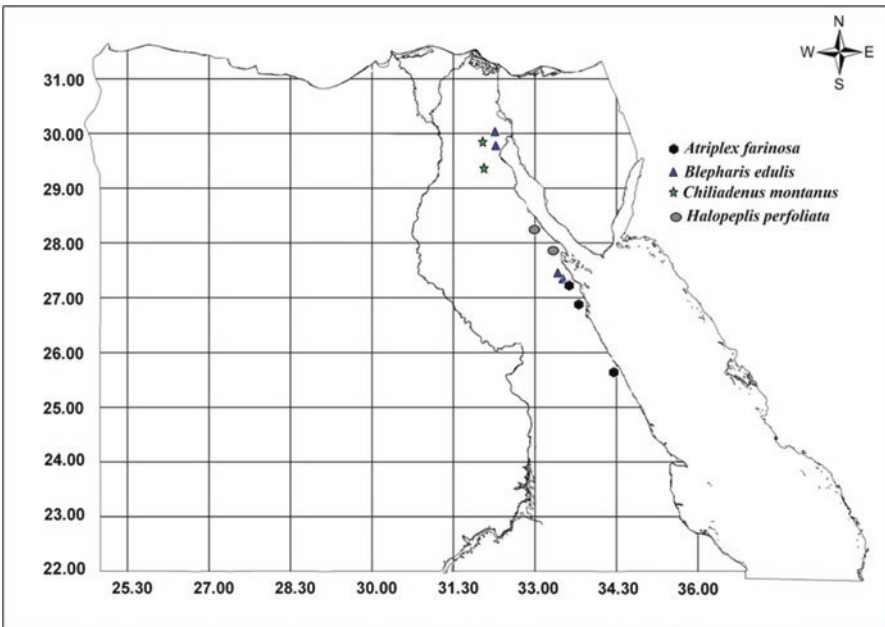 N
W E
S
31.00
30.00
29.00
28.00
27.00
26.00
25.00
24.00
23.00
22.00
25.30 27.00 28.30 30.00 31.30 33.00 34.30 36.00
Atriplex farinosa
Blepharis edulis
Chiliadenus montanus
Halopeplis perfoliata